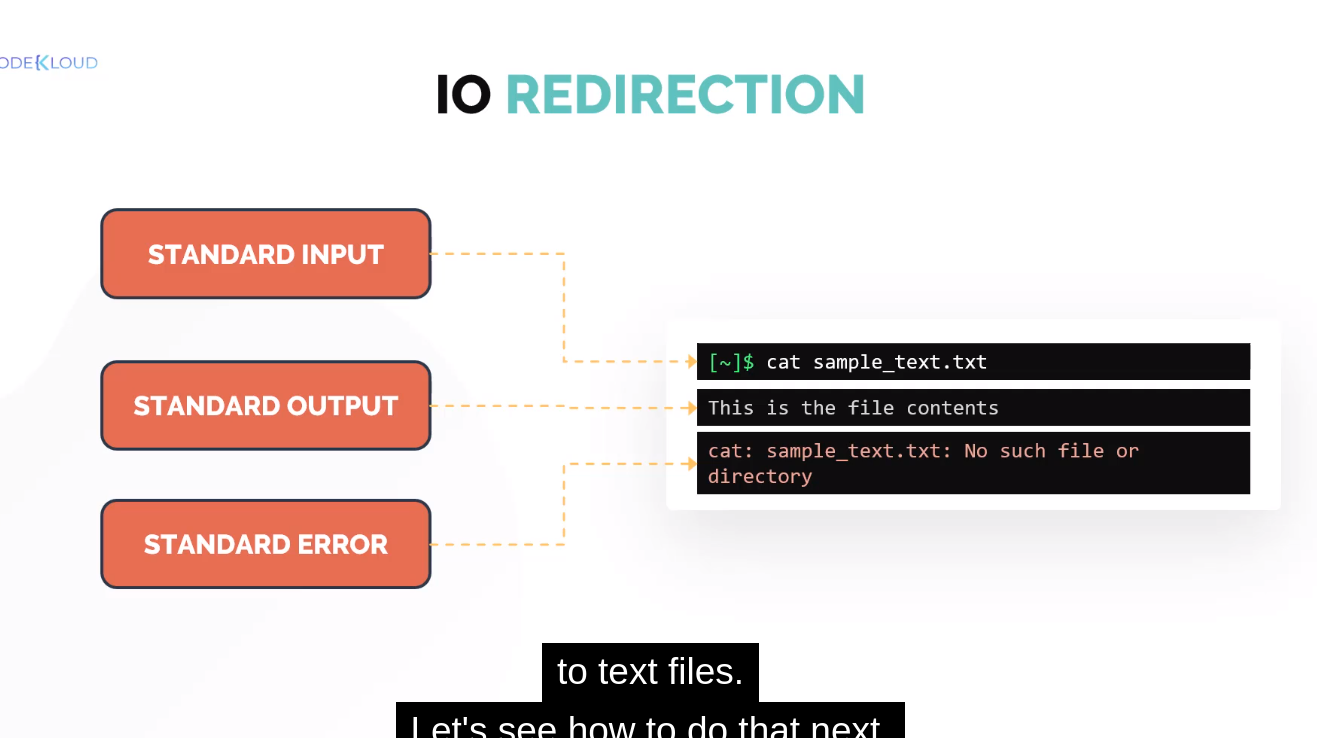 ODEKLOUD
IO REDIRECTION
STANDARD INPUT
STANDARD OUTPUT
STANDARD ERROR
[~]$ cat sample_text.txt
This is the file contents
cat: sample_text.txt: No such file or
directory
to text files.
Let's see how to do that next.